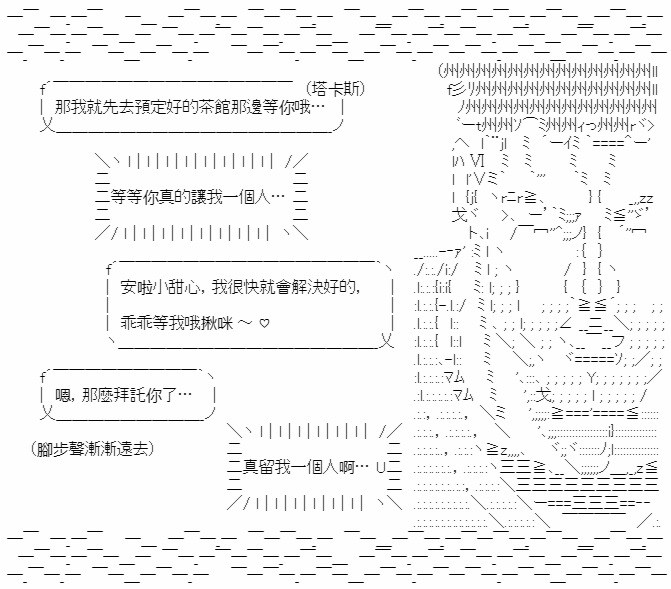 (塔卡斯)
那我就先去預定好的茶館那邊等你哦…
等等你真的讓我一個人…
安啦小甜心, 我很快就會解決好的,
乖乖等我哦揪咪 ~ ♡
嗯, 那麼拜託你了…
(腳步聲漸漸遠去)
真留我一個人啊… U